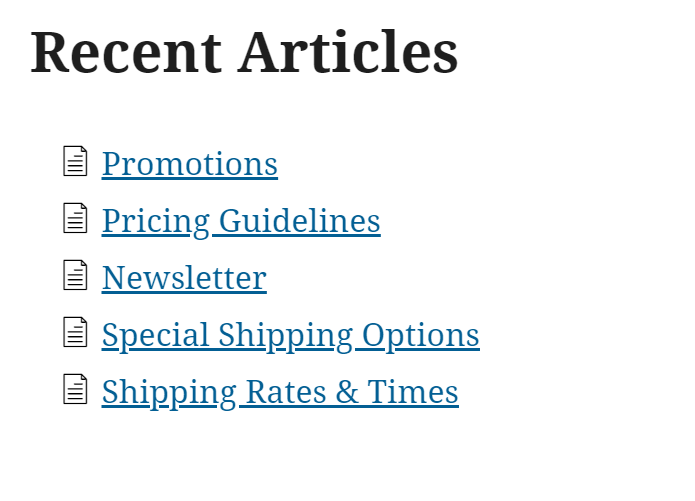 Recent Articles
Promotions
Pricing Guidelines
Newsletter
Special Shipping Options
Shipping Rates & Times